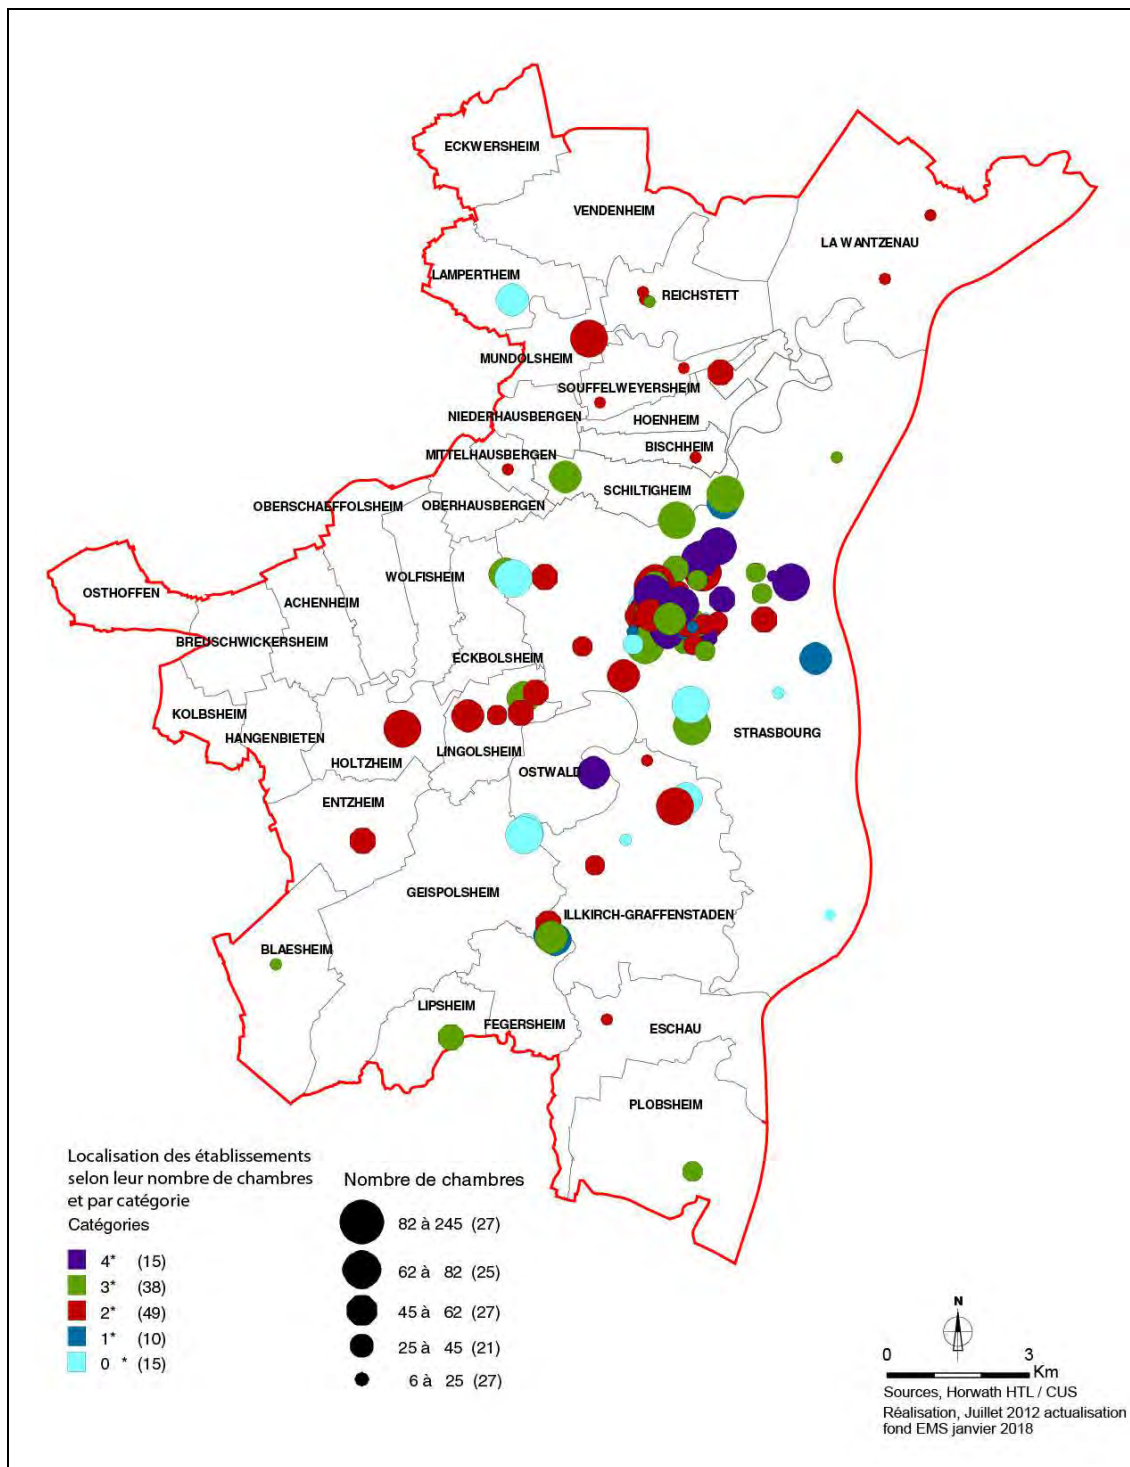 ECKWERSHEIM
VENDENHEIM
LA WANTZENAU
LAMPERTHEIM
REICHSTETT
MUNDOLSHEIM
SOUFFELWEYERSHEIM
NIEDERHAUSBERGEN
HOENHEIM
BISCHHEIM
MITTELHAUSBERGEN
SCHILTIGHEIM
OBERSCHAEFFOLSHEIM
OBERHAUSBERGEN
WOLFISHEIM
OSTHOFFEN
ACHENHEIM
BREUSCHWICKERSHEIM
ECKBOLSHEIM
KOLBSHEIM
HANGENBIETEN
STRASBOURG
LINGOLSHEIM
HOLTZHEIM
OSTWALD
ENTZHEIM
GEISPOLSHEIM
ILLKIRCH-GRAFFENSTADEN
BLAESHEIM
LIPSHEIM
FEGERSHEIM
ESCHAU
PLOBSHEIM
Localisation des établissements
selon leur nombre de chambres
et par catégorie
Catégories
4* (15)
3* (38)
2* (49)
1* (10)
0 * (15)
Nombre de chambres
82 à 245 (27)
62 à 82 (25)
45 à 62 (27)
25 à 45 (21)
6 à 25 (27)
N
0 3
Km
Sources, Horwath HTL / CUS
Réalisation, Juillet 2012 actualisation
fond EMS janvier 2018